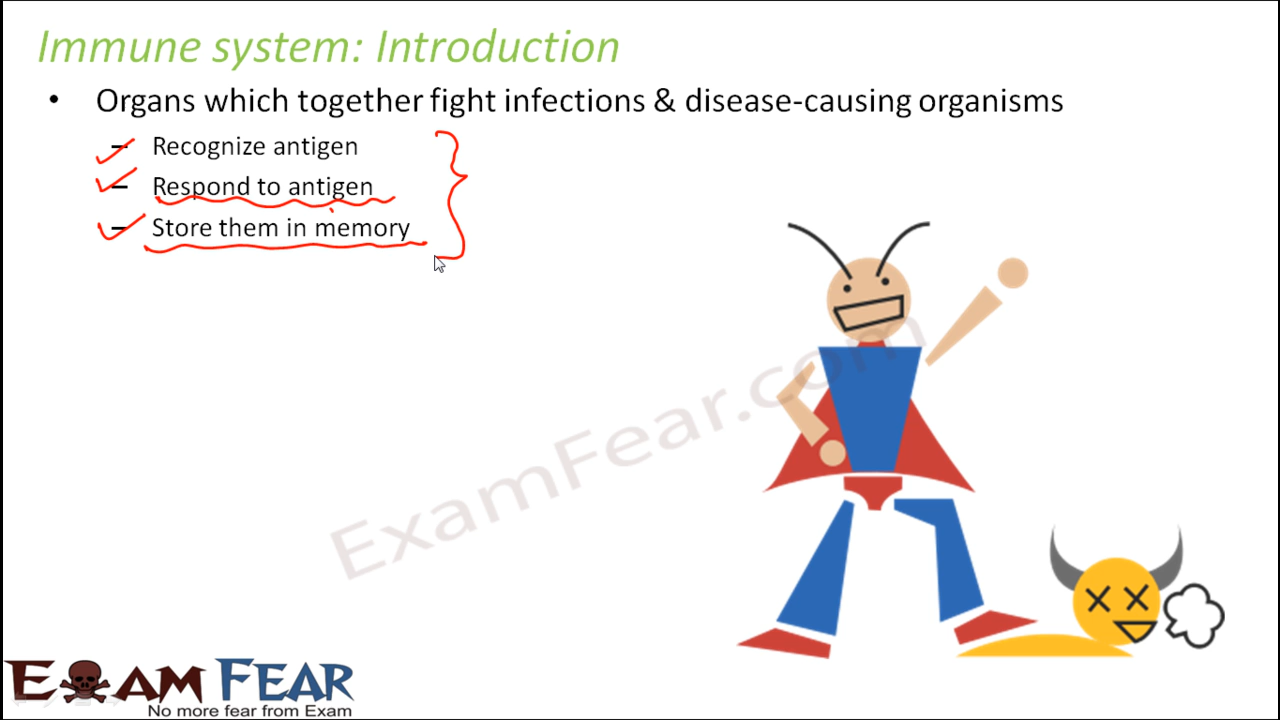 Immune system: Introduction
• Organs which together fight infections & disease-causing organisms
– Recognize antigen
– Respond to antigen
– Store them in memory
ExamFear.com
EXAM FEAR
No more fear from Exam